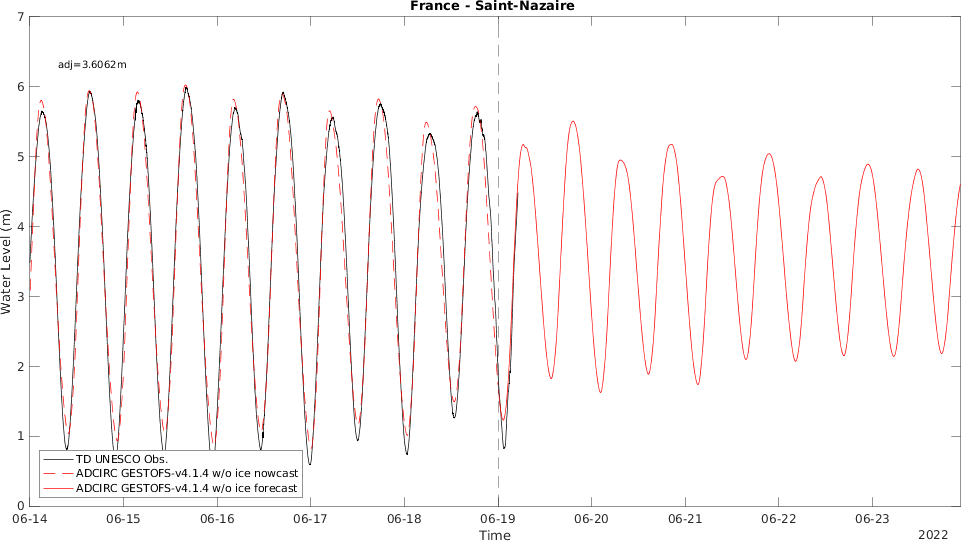 France - Saint-Nazaire
adj=3.6062m
Water Level (m)
7
6
5
4
3
2
1
0
TD UNESCO Obs.
ADCIRC GESTOFS-v4.1.4 w/o ice nowcast
ADCIRC GESTOFS-v4.1.4 w/o ice forecast
06-14 06-15 06-16 06-17 06-18 06-19 06-20 06-21 06-22 06-23
Time
2022